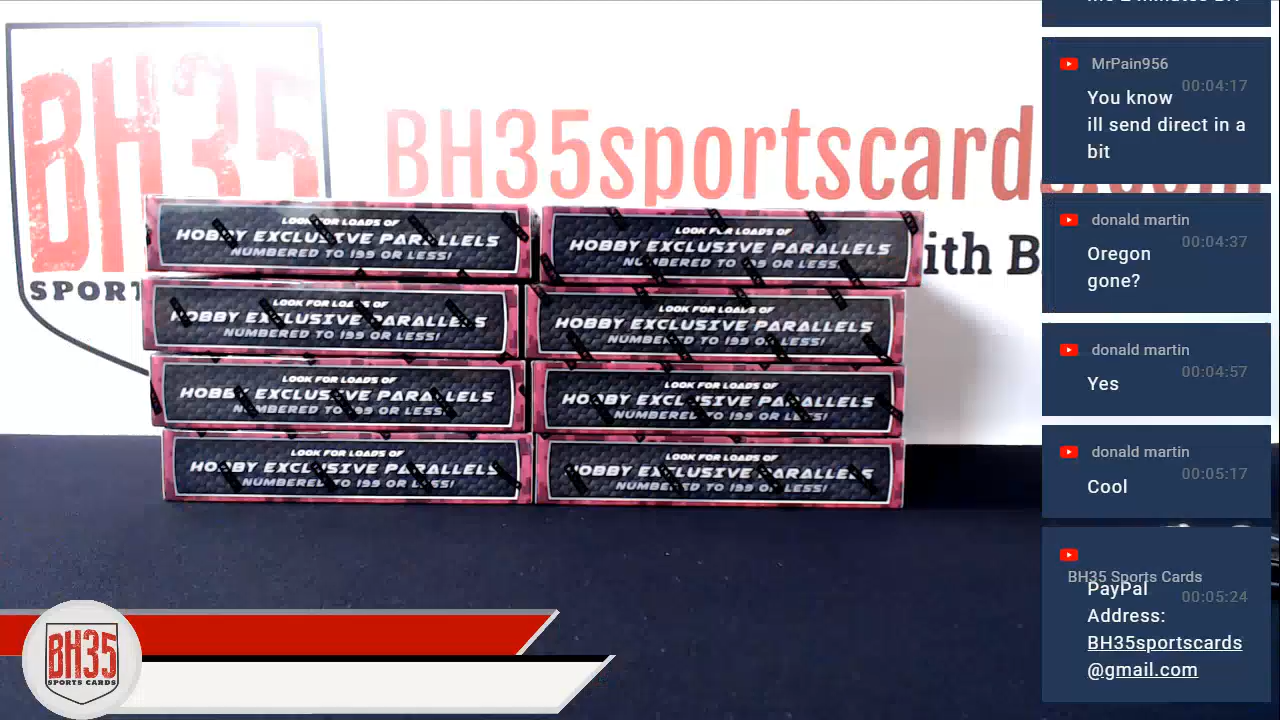 BH35
SPORT
BH35sportscards.com
ith B
LOOK FOR LOADS OF
HOBBY EXCLUSIVE PARALLELS
NUMBERED TO 199 OR LESS!
LOOK FOR LOADS OF
HOBBY EXCLUSIVE PARALLELS
NUMBERED TO 199 OR LESS!
LOOK FOR LOADS OF
HOBBY EXCLUSIVE PARALLELS
NUMBERED TO 199 OR LESS!
LOOK FOR LOADS OF
HOBBY EXCLUSIVE PARALLELS
NUMBERED TO 199 OR LESS!
LOOK FOR LOADS OF
HOBBY EXCLUSIVE PARALLELS
NUMBERED TO 199 OR LESS!
LOOK FOR LOADS OF
HOBBY EXCLUSIVE PARALLELS
NUMBERED TO 199 OR LESS!
LOOK FOR LOADS OF
HOBBY EXCLUSIVE PARALLELS
NUMBERED TO 199 OR LESS!
LOOK FOR LOADS OF
HOBBY EXCLUSIVE PARALLELS
NUMBERED TO 199 OR LESS!
BH35
SPORTS CARDS
MrPain956
00:04:17
You know
ill send direct in a
bit
donald martin
00:04:37
Oregon
gone?
donald martin
00:04:57
Yes
donald martin
00:05:17
Cool
BH35 Sports Cards
00:05:24
PayPal
Address:
BH35sportscards
@gmail.com